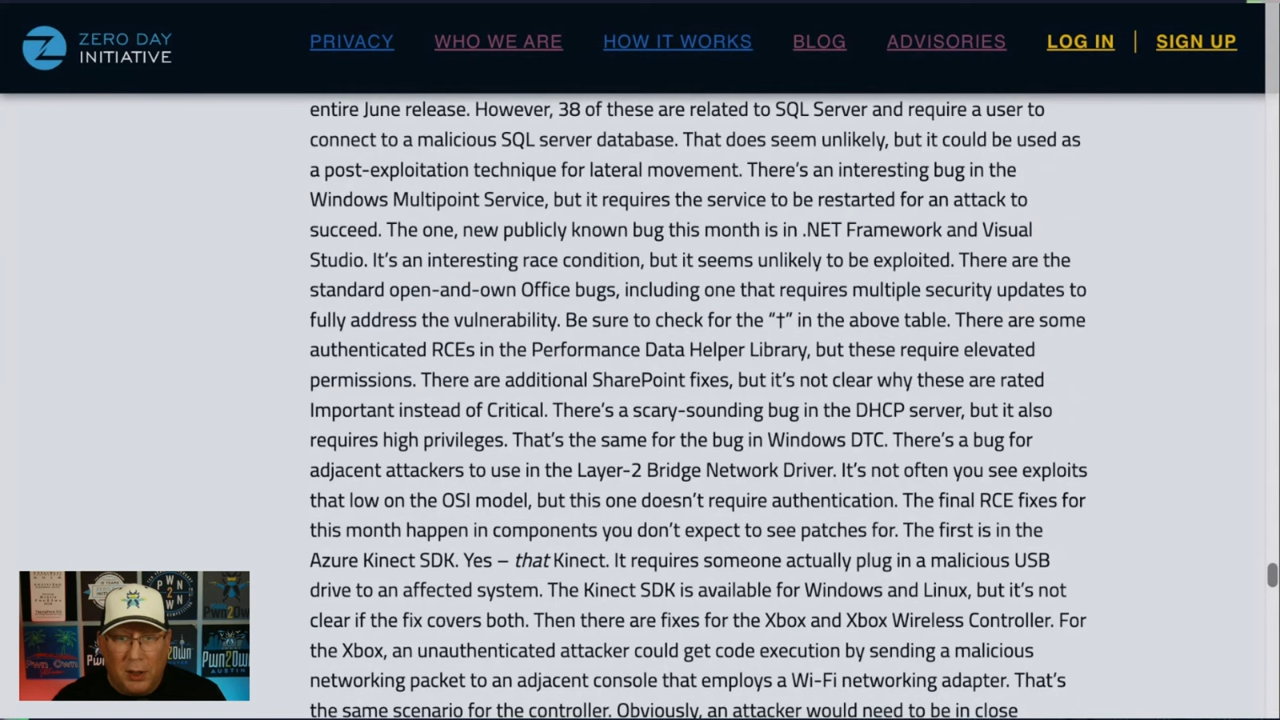 ZERO DAY
INITIATIVE
PRIVACY
WHO WE ARE
HOW IT WORKS
BLOG
ADVISORIES
LOG IN
SIGN UP
entire June release. However, 38 of these are related to SQL Server and require a user to
connect to a malicious SQL server database. That does seem unlikely, but it could be used as
a post-exploitation technique for lateral movement. There’s an interesting bug in the
Windows Multipoint Service, but it requires the service to be restarted for an attack to
succeed. The one, new publicly known bug this month is in .NET Framework and Visual
Studio. It’s an interesting race condition, but it seems unlikely to be exploited. There are the
standard open-and-own Office bugs, including one that requires multiple security updates to
fully address the vulnerability. Be sure to check for the “†” in the above table. There are some
authenticated RCEs in the Performance Data Helper Library, but these require elevated
permissions. There are additional SharePoint fixes, but it’s not clear why these are rated
Important instead of Critical. There’s a scary-sounding bug in the DHCP server, but it also
requires high privileges. That’s the same for the bug in Windows DTC. There’s a bug for
adjacent attackers to use in the Layer-2 Bridge Network Driver. It’s not often you see exploits
that low on the OSI model, but this one doesn’t require authentication. The final RCE fixes for
this month happen in components you don’t expect to see patches for. The first is in the
Azure Kinect SDK. Yes – that Kinect. It requires someone actually plug in a malicious USB
drive to an affected system. The Kinect SDK is available for Windows and Linux, but it’s not
clear if the fix covers both. Then there are fixes for the Xbox and Xbox Wireless Controller. For
the Xbox, an unauthenticated attacker could get code execution by sending a malicious
networking packet to an adjacent console that employs a Wi-Fi networking adapter. That’s
the same scenario for the controller. Obviously, an attacker would need to be in close
PWN
2OWN
Pwn2Own
Pwn2Own
AUSTIN